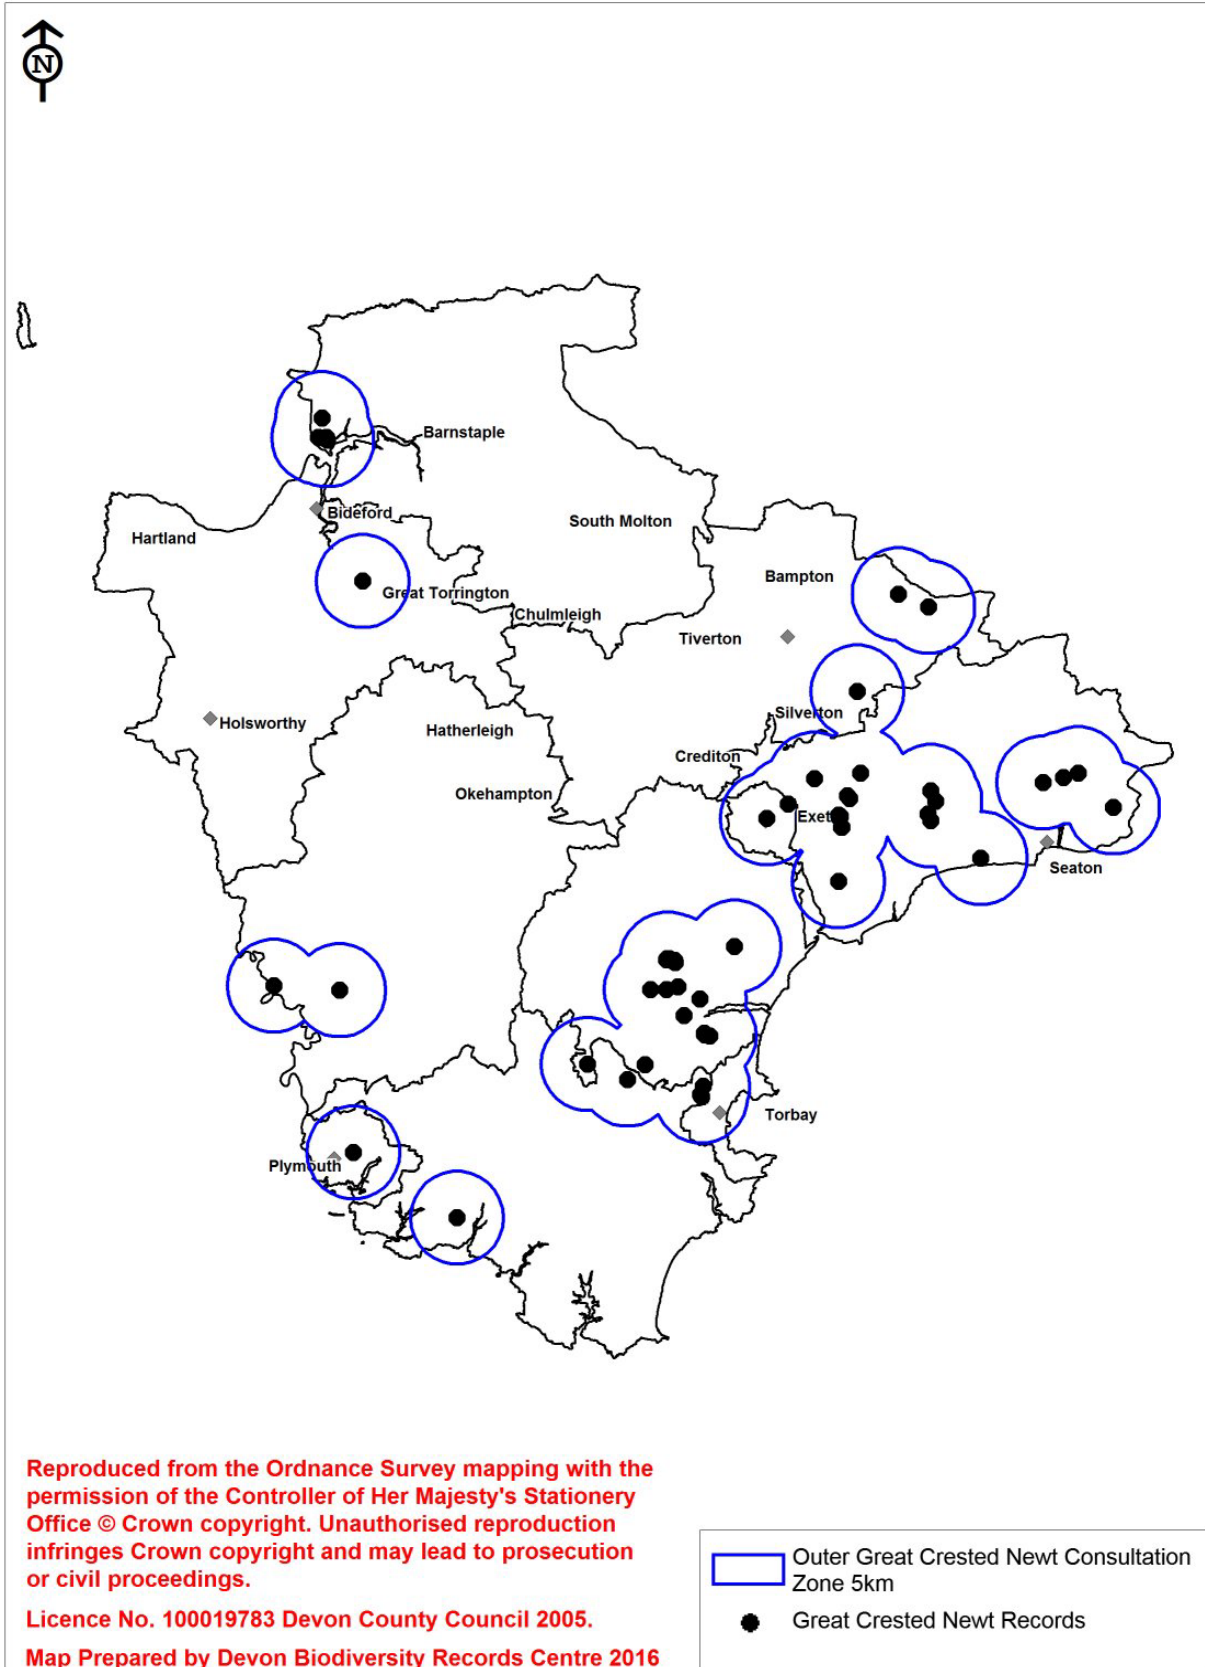 N
Barnstaple
Bideford
Hartland
South Molton
Bampton
Great Torrington
Chulmleigh
Tiverton
Silverton
Holsworthy
Hatherleigh
Crediton
Okehampton
Exet
Seaton
Torbay
Plymouth
Reproduced from the Ordnance Survey mapping with the
permission of the Controller of Her Majesty's Stationery
Office © Crown copyright. Unauthorised reproduction
infringes Crown copyright and may lead to prosecution
or civil proceedings.
Licence No. 100019783 Devon County Council 2005.
Map Prepared by Devon Biodiversity Records Centre 2016
Outer Great Crested Newt Consultation
Zone 5km
Great Crested Newt Records